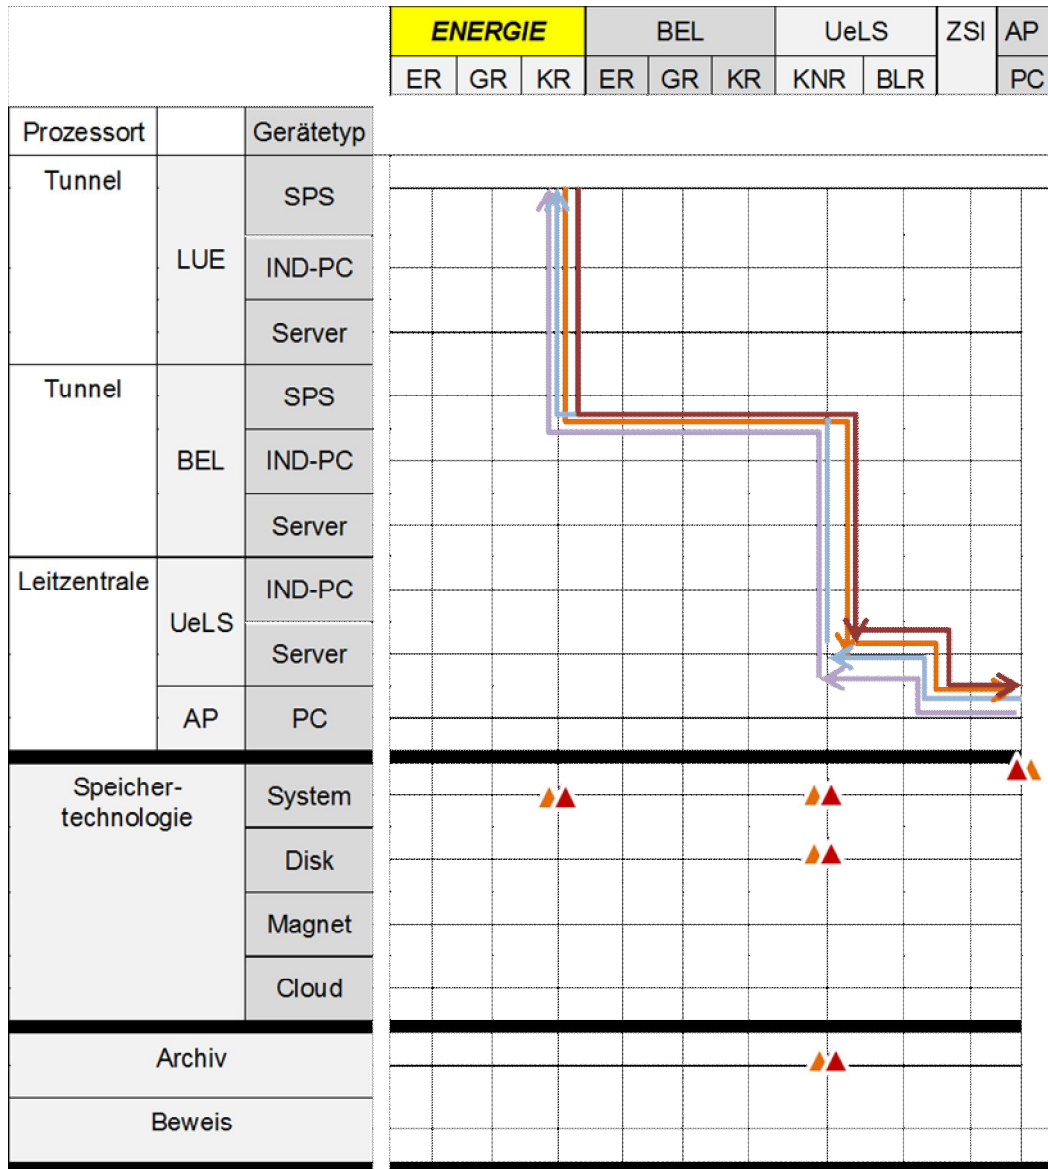 ENERGIE BEL UeLS ZSI AP
ER GR KR ER GR KR KNR BLR PC
Prozessort Gerätetyp
Tunnel
LUE
SPS
IND-PC
Server
Tunnel
BEL
SPS
IND-PC
Server
Leitzentrale
UeLS
IND-PC
Server
AP PC
Speicher-
technologie
System
Disk
Magnet
Cloud
Archiv
Beweis